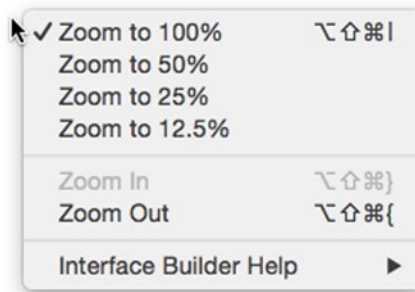 ✓ Zoom to 100% ⌥⇧⌘|
Zoom to 50%
Zoom to 25%
Zoom to 12.5%
Zoom In ⌥⇧⌘}
Zoom Out ⌥⇧⌘{
Interface Builder Help ▶